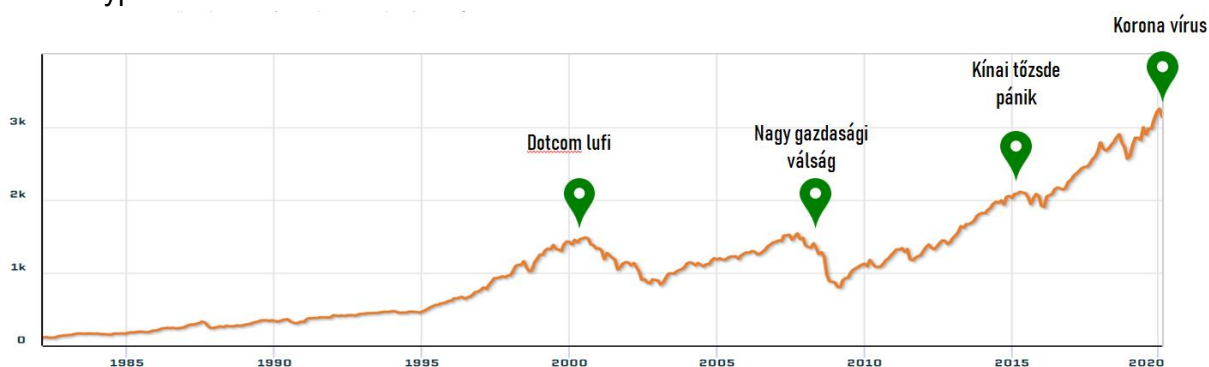 Korona vírus
Kínai tőzsde
pánik
Nagy gazdasági
válság
Dotcom lufi
3k
2k
1k
0
1985
1990
1995
2000
2005
2010
2015
2020